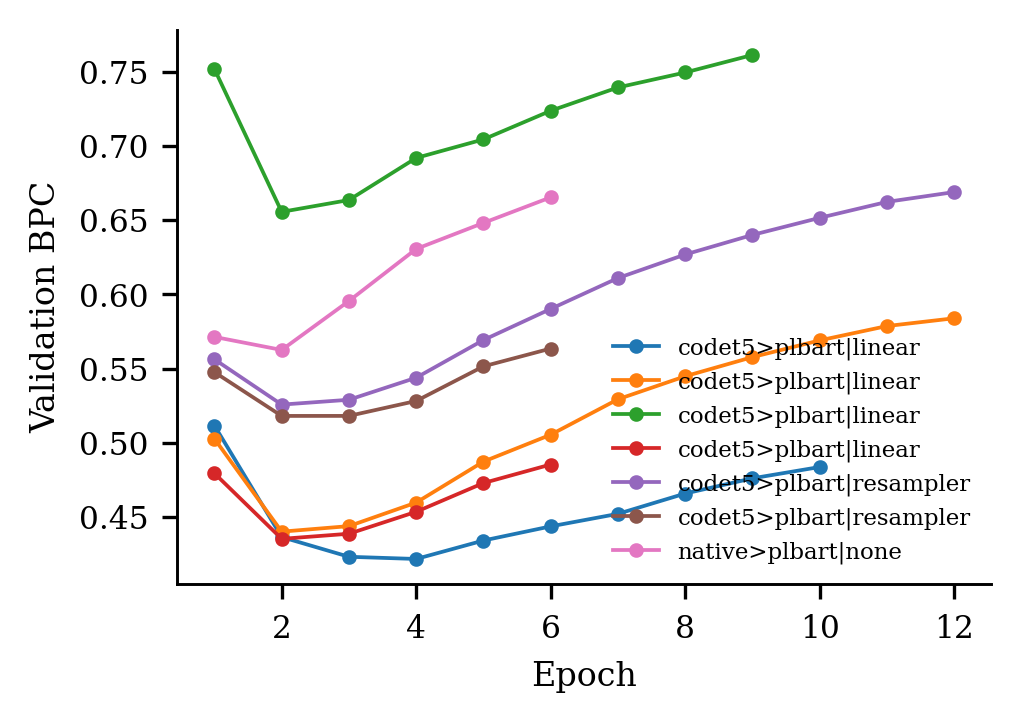 Validation BPC
0.75
0.70
0.65
0.60
0.55
0.50
0.45
codet5>plbart|linear
codet5>plbart|linear
codet5>plbart|linear
codet5>plbart|linear
codet5>plbart|resampler
codet5>plbart|resampler
native>plbart|none
2 4 6 8 10 12
Epoch